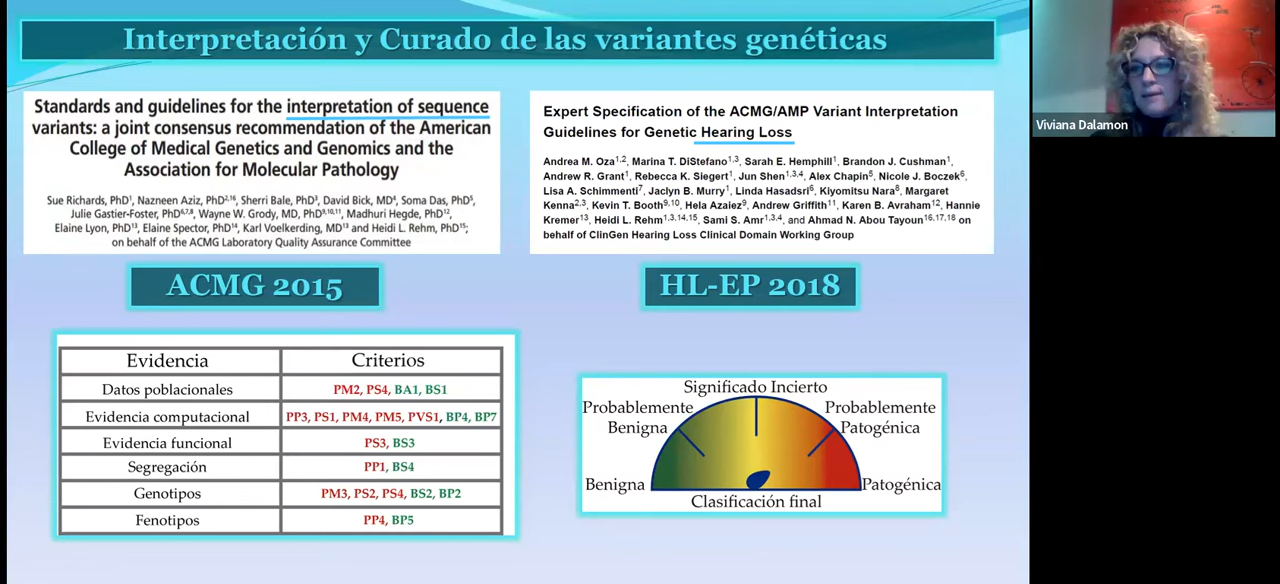 Interpretación y Curado de las variantes genéticas
Standards and guidelines for the interpretation of sequence
variants: a joint consensus recommendation of the American
College of Medical Genetics and Genomics and the
Association for Molecular Pathology
Sue Richards, PhD1, Nazneen Aziz, PhD2,16, Sherri Bale, PhD3, David Bick, MD4, Soma Das, PhD5,
Julie Gastier-Foster, PhD6,7,8, Wayne W. Grody, MD, PhD9,10,11, Madhuri Hegde, PhD12,
Elaine Lyon, PhD13, Elaine Spector, PhD14, Karl Voelkerding, MD13 and Heidi L. Rehm, PhD15;
on behalf of the ACMG Laboratory Quality Assurance Committee
ACMG 2015
Expert Specification of the ACMG/AMP Variant Interpretation
Guidelines for Genetic Hearing Loss
Andrea M. Oza1,2, Marina T. DiStefano1,3, Sarah E. Hemphill1, Brandon J. Cushman1,
Andrew R. Grant1, Rebecca K. Siegert1, Jun Shen1,3,4, Alex Chapin5, Nicole J. Boczek6,
Lisa A. Schimmenti7, Jaclyn B. Murry1, Linda Hasadsri6, Kiyomitsu Nara8, Margaret
Kenna2,3, Kevin T. Booth9,10, Hela Azaiez9, Andrew Griffith11, Karen B. Avraham12, Hannie
Kremer13, Heidi L. Rehm1,3,14,15, Sami S. Amr1,3,4, and Ahmad N. Abou Tayoun16,17,18 on
behalf of ClinGen Hearing Loss Clinical Domain Working Group
HL-EP 2018
Evidencia Criterios
Datos poblacionales PM2, PS4, BA1, BS1
Evidencia computacional PP3, PS1, PM4, PM5, PVS1, BP4, BP7
Evidencia funcional PS3, BS3
Segregación PP1, BS4
Genotipos PM3, PS2, PS4, BS2, BP2
Fenotipos PP4, BP5
Significado Incierto
Probablemente
Benigna
Probablemente
Patogénica
Benigna
Patogénica
Clasificación final
Viviana Dalamon